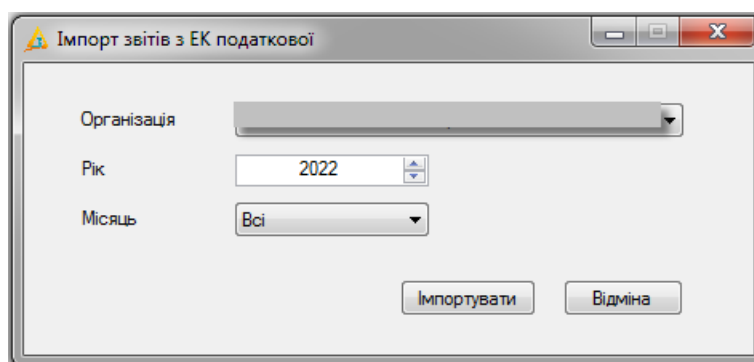 Імпорт звітів з ЕК податкової
Організація
Рік
2022
Місяць
Всі
Імпортувати
Відміна